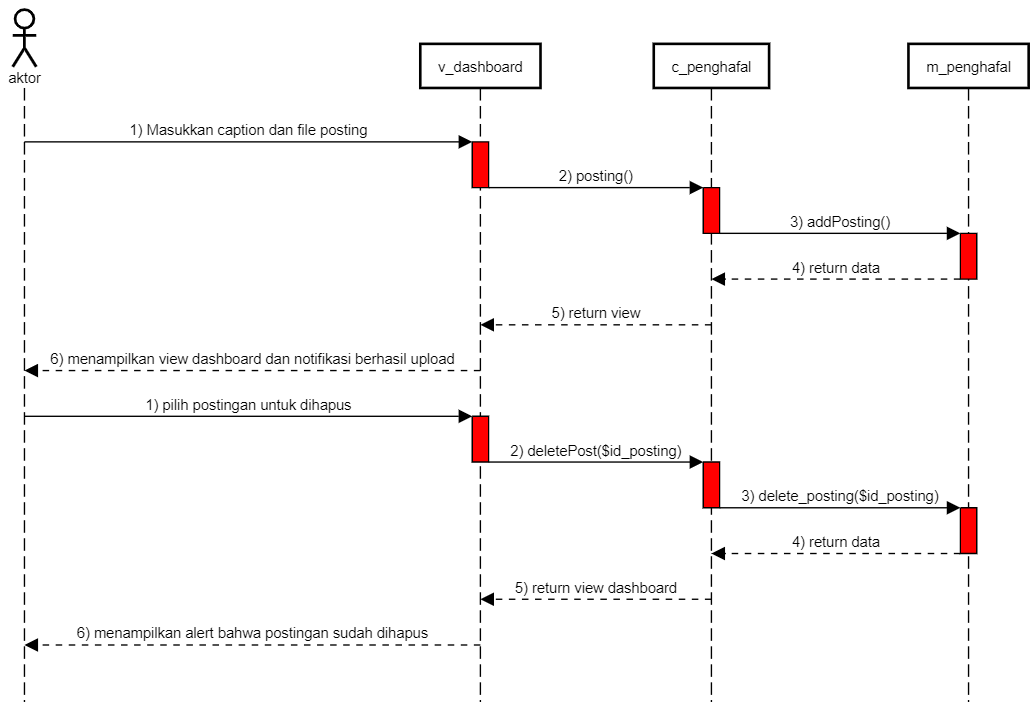 aktor
v_dashboard
c_penghafal
m_penghafal
1) Masukkan caption dan file posting
2) posting()
3) addPosting()
4) return data
5) return view
6) menampilkan view dashboard dan notifikasi berhasil upload
1) pilih postingan untuk dihapus
2) deletePost($id_posting)
3) delete_posting($id_posting)
4) return data
5) return view dashboard
6) menampilkan alert bahwa postingan sudah dihapus